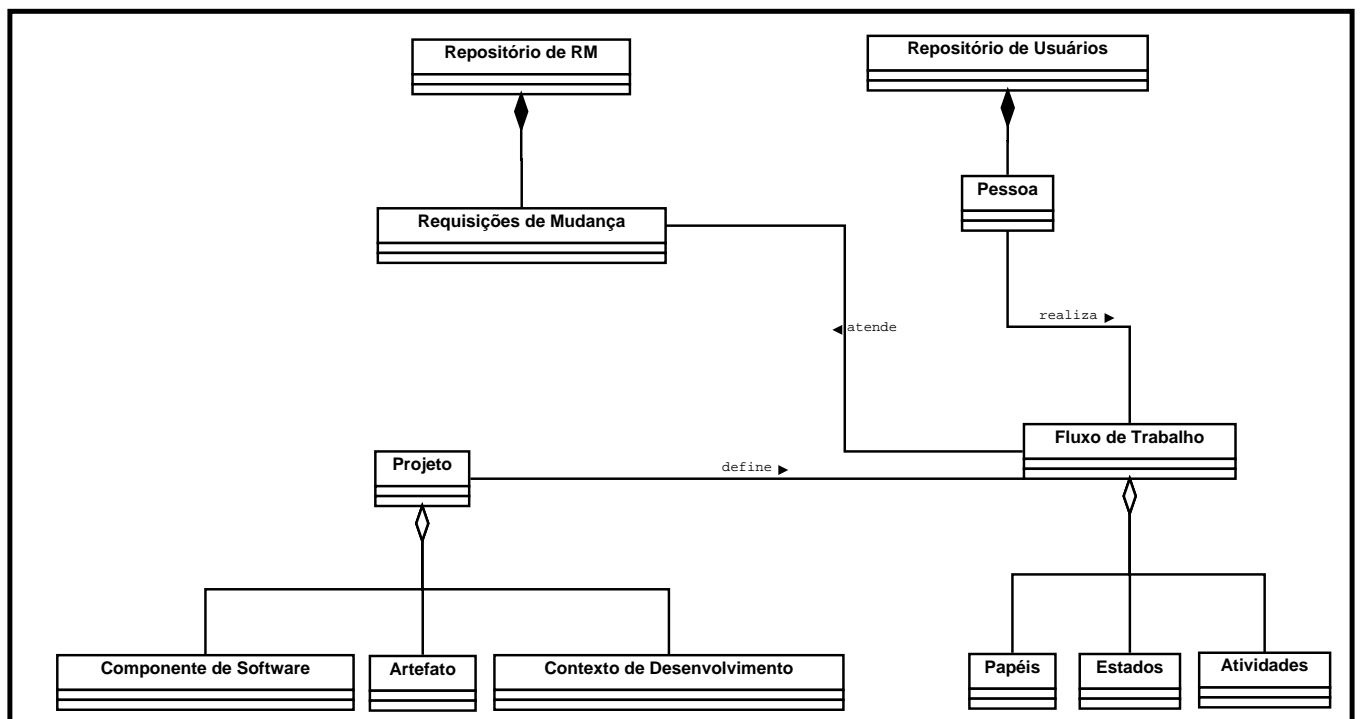 Repositório de RM
Repositório de Usuários
Pessoa
Requisições de Mudança
realiza
atende
Fluxo de Trabalho
Projeto
define
Componente de Software
Artefato
Contexto de Desenvolvimento
Papéis
Estados
Atividades